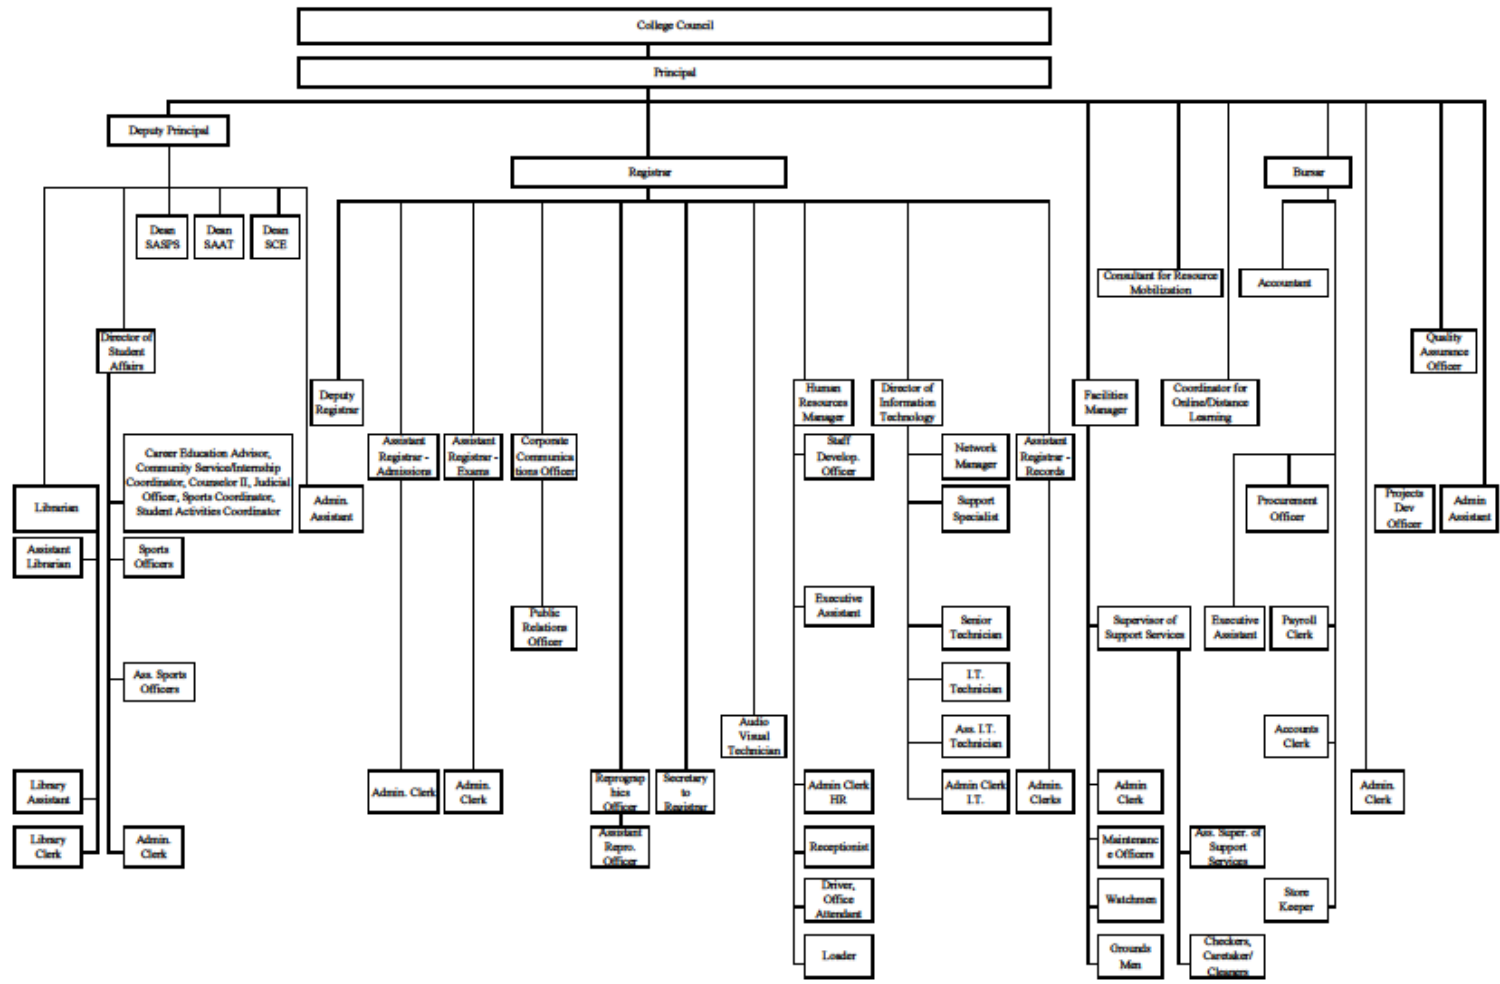 College Council
Principal
Deputy Principal
Registrar
Bursar
Dean
SASPS
Dean
SAAT
Dean
SCE
Consultant for Resource
Mobilization
Accountant
Director of
Student
Affairs
Quality
Assurance
Officer
Deputy
Registrar
Human
Resources
Manager
Director of
Information
Technology
Facilities
Manager
Coordinator for
Online/Distance
Learning
Career Education Advisor,
Community Service/Internship
Coordinator, Counselor II, Judicial
Officer, Sports Coordinator,
Student Activities Coordinator
Assistant
Registrar -
Admissions
Assistant
Registrar -
Exams
Corporate
Communica
tions Officer
Staff
Develop.
Officer
Network
Manager
Assistant
Registrar -
Records
Librarian
Admin.
Assistant
Support
Specialist
Procurement
Officer
Projects
Dev
Officer
Admin
Assistant
Assistant
Librarian
Sports
Officers
Public
Relations
Officer
Executive
Assistant
Senior
Technician
Supervisor of
Support Services
Executive
Assistant
Payroll
Clerk
Ass. Sports
Officers
I.T.
Technician
Audio
Visual
Technician
Ass. I.T.
Technician
Accounts
Clerk
Library
Assistant
Admin. Clerk
Admin.
Clerk
Reprograp
hics
Officer
Secretary
to
Registrar
Admin Clerk
HR
Admin Clerk
I.T.
Admin.
Clerks
Admin
Clerk
Admin.
Clerk
Library
Clerk
Admin.
Clerk
Assistant
Repro.
Officer
Receptionist
Maintenanc
e Officers
Ass. Super. of
Support
Services
Driver,
Office
Attendant
Watchmen
Store
Keeper
Loader
Grounds
Men
Checkers,
Caretaker/
Cleaners